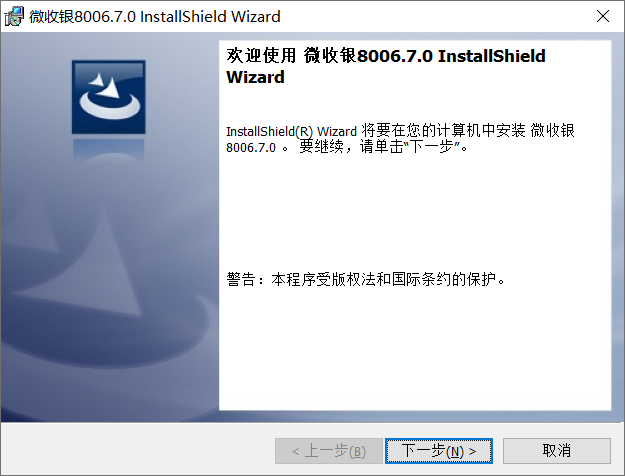 微收银8006.7.0 InstallShield Wizard
欢迎使用 微收银8006.7.0 InstallShield
Wizard
InstallShield(R) Wizard 将要在您的计算机中安装 微收银
8006.7.0 。 要继续，请单击“下一步”。
警告：本程序受版权法和国际条约的保护。
< 上一步(B)
下一步(N) >
取消